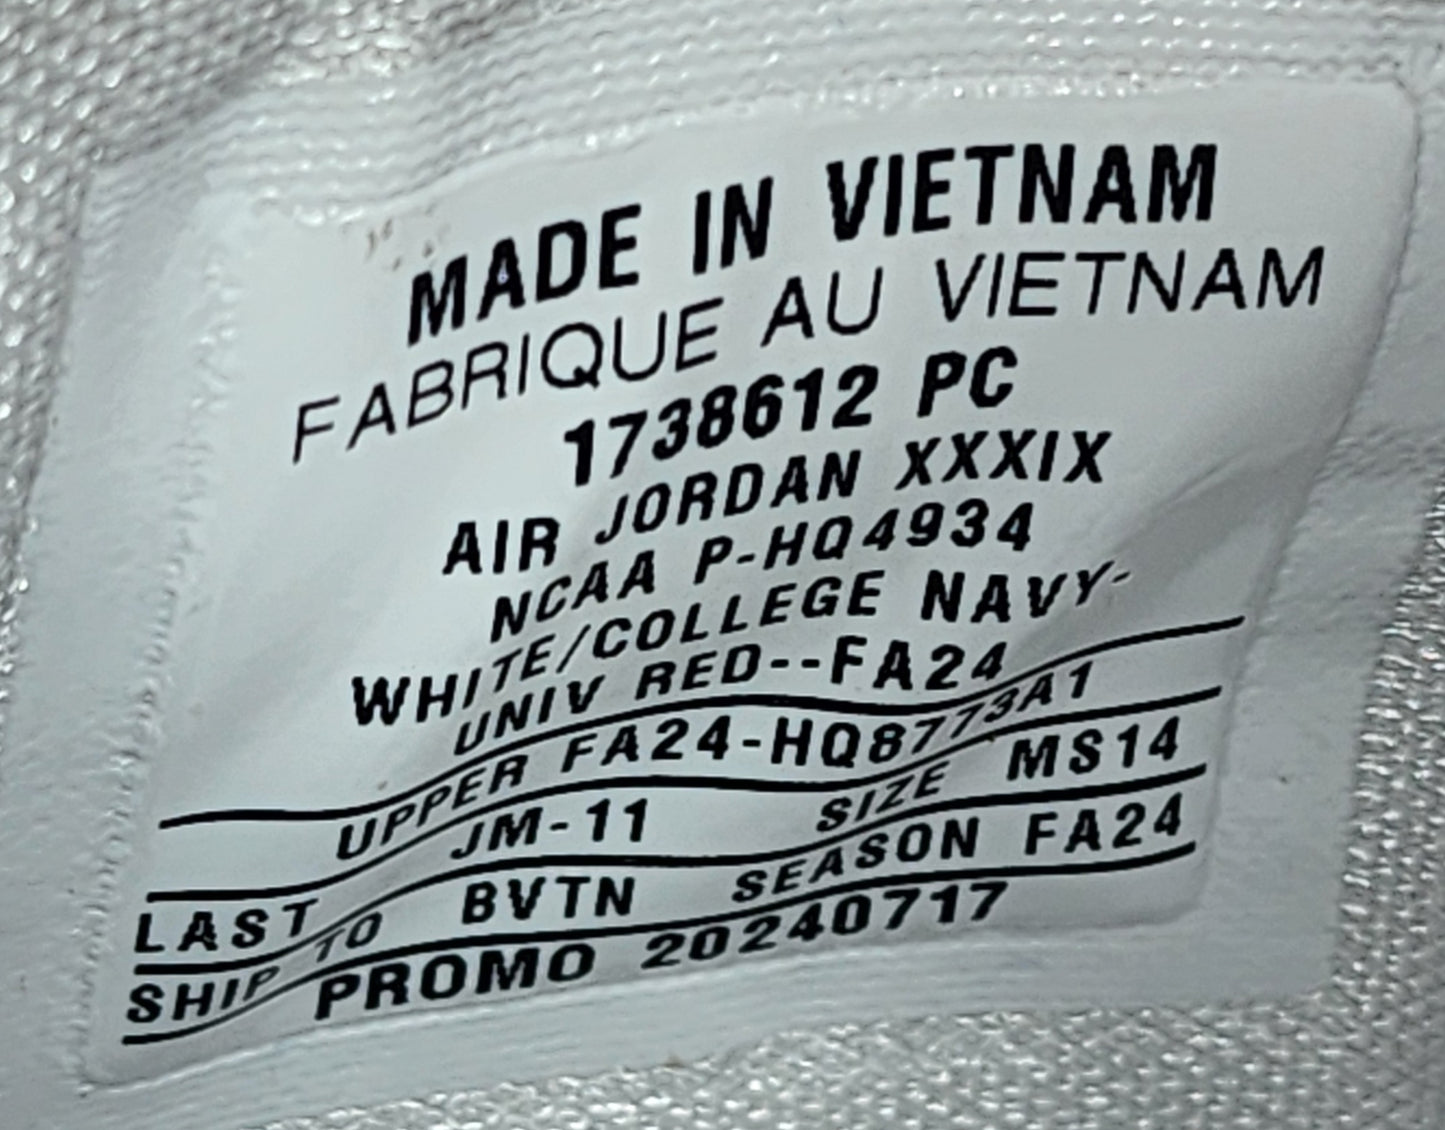 MADE IN VIETNAM
FABRIQUE AU VIETNAM
1738612 PC
AIR JORDAN XXXIX
NCAA P-HQ4934
WHITE/COLLEGE NAVY-
UNIV RED--FA24
UPPER FA24-HQ8773A1
LAST JM-11 SIZE MS14
SHIP TO BVTN SEASON FA24
PROMO 20240717